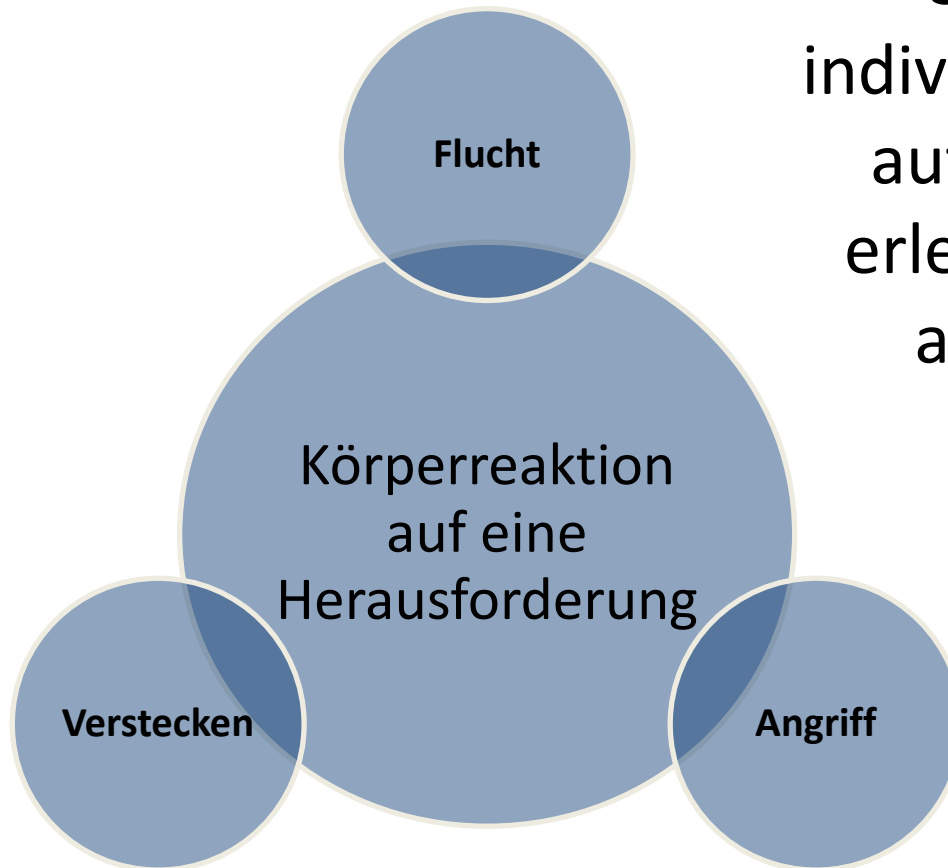 Flucht
Körperreaktion
auf eine
Herausforderung
Verstecken
Angriff